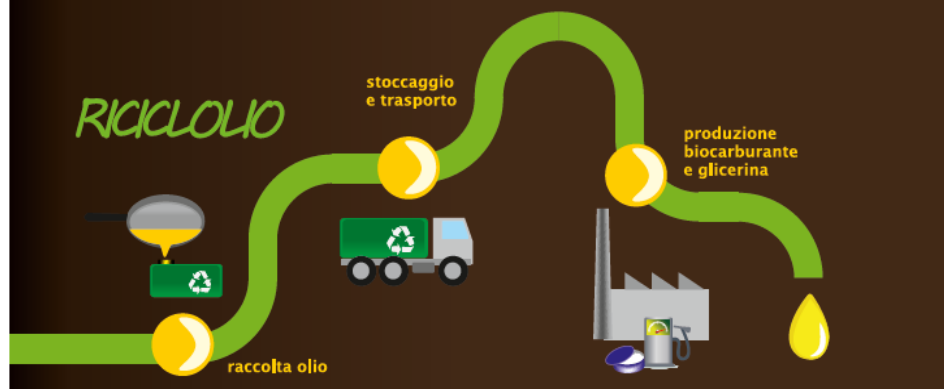 RICICLOLIO
stoccaggio
e trasporto
produzione
biocarburante
e glicerina
raccolta olio